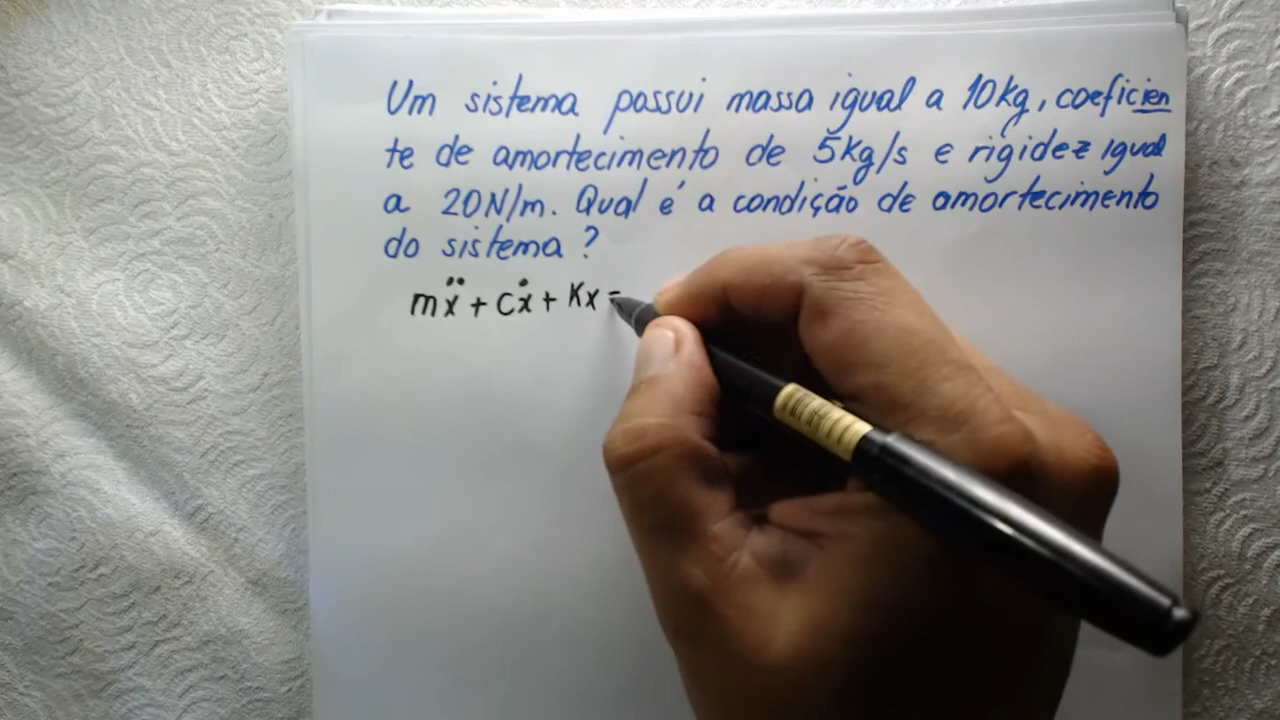 Um sistema possui massa igual a 10kg, coeficien
te de amortecimento de 5kg/s e rigidez igual
a 20N/m. Qual é a condição de amortecimento
do sistema?
mẍ + cẋ + Kx =